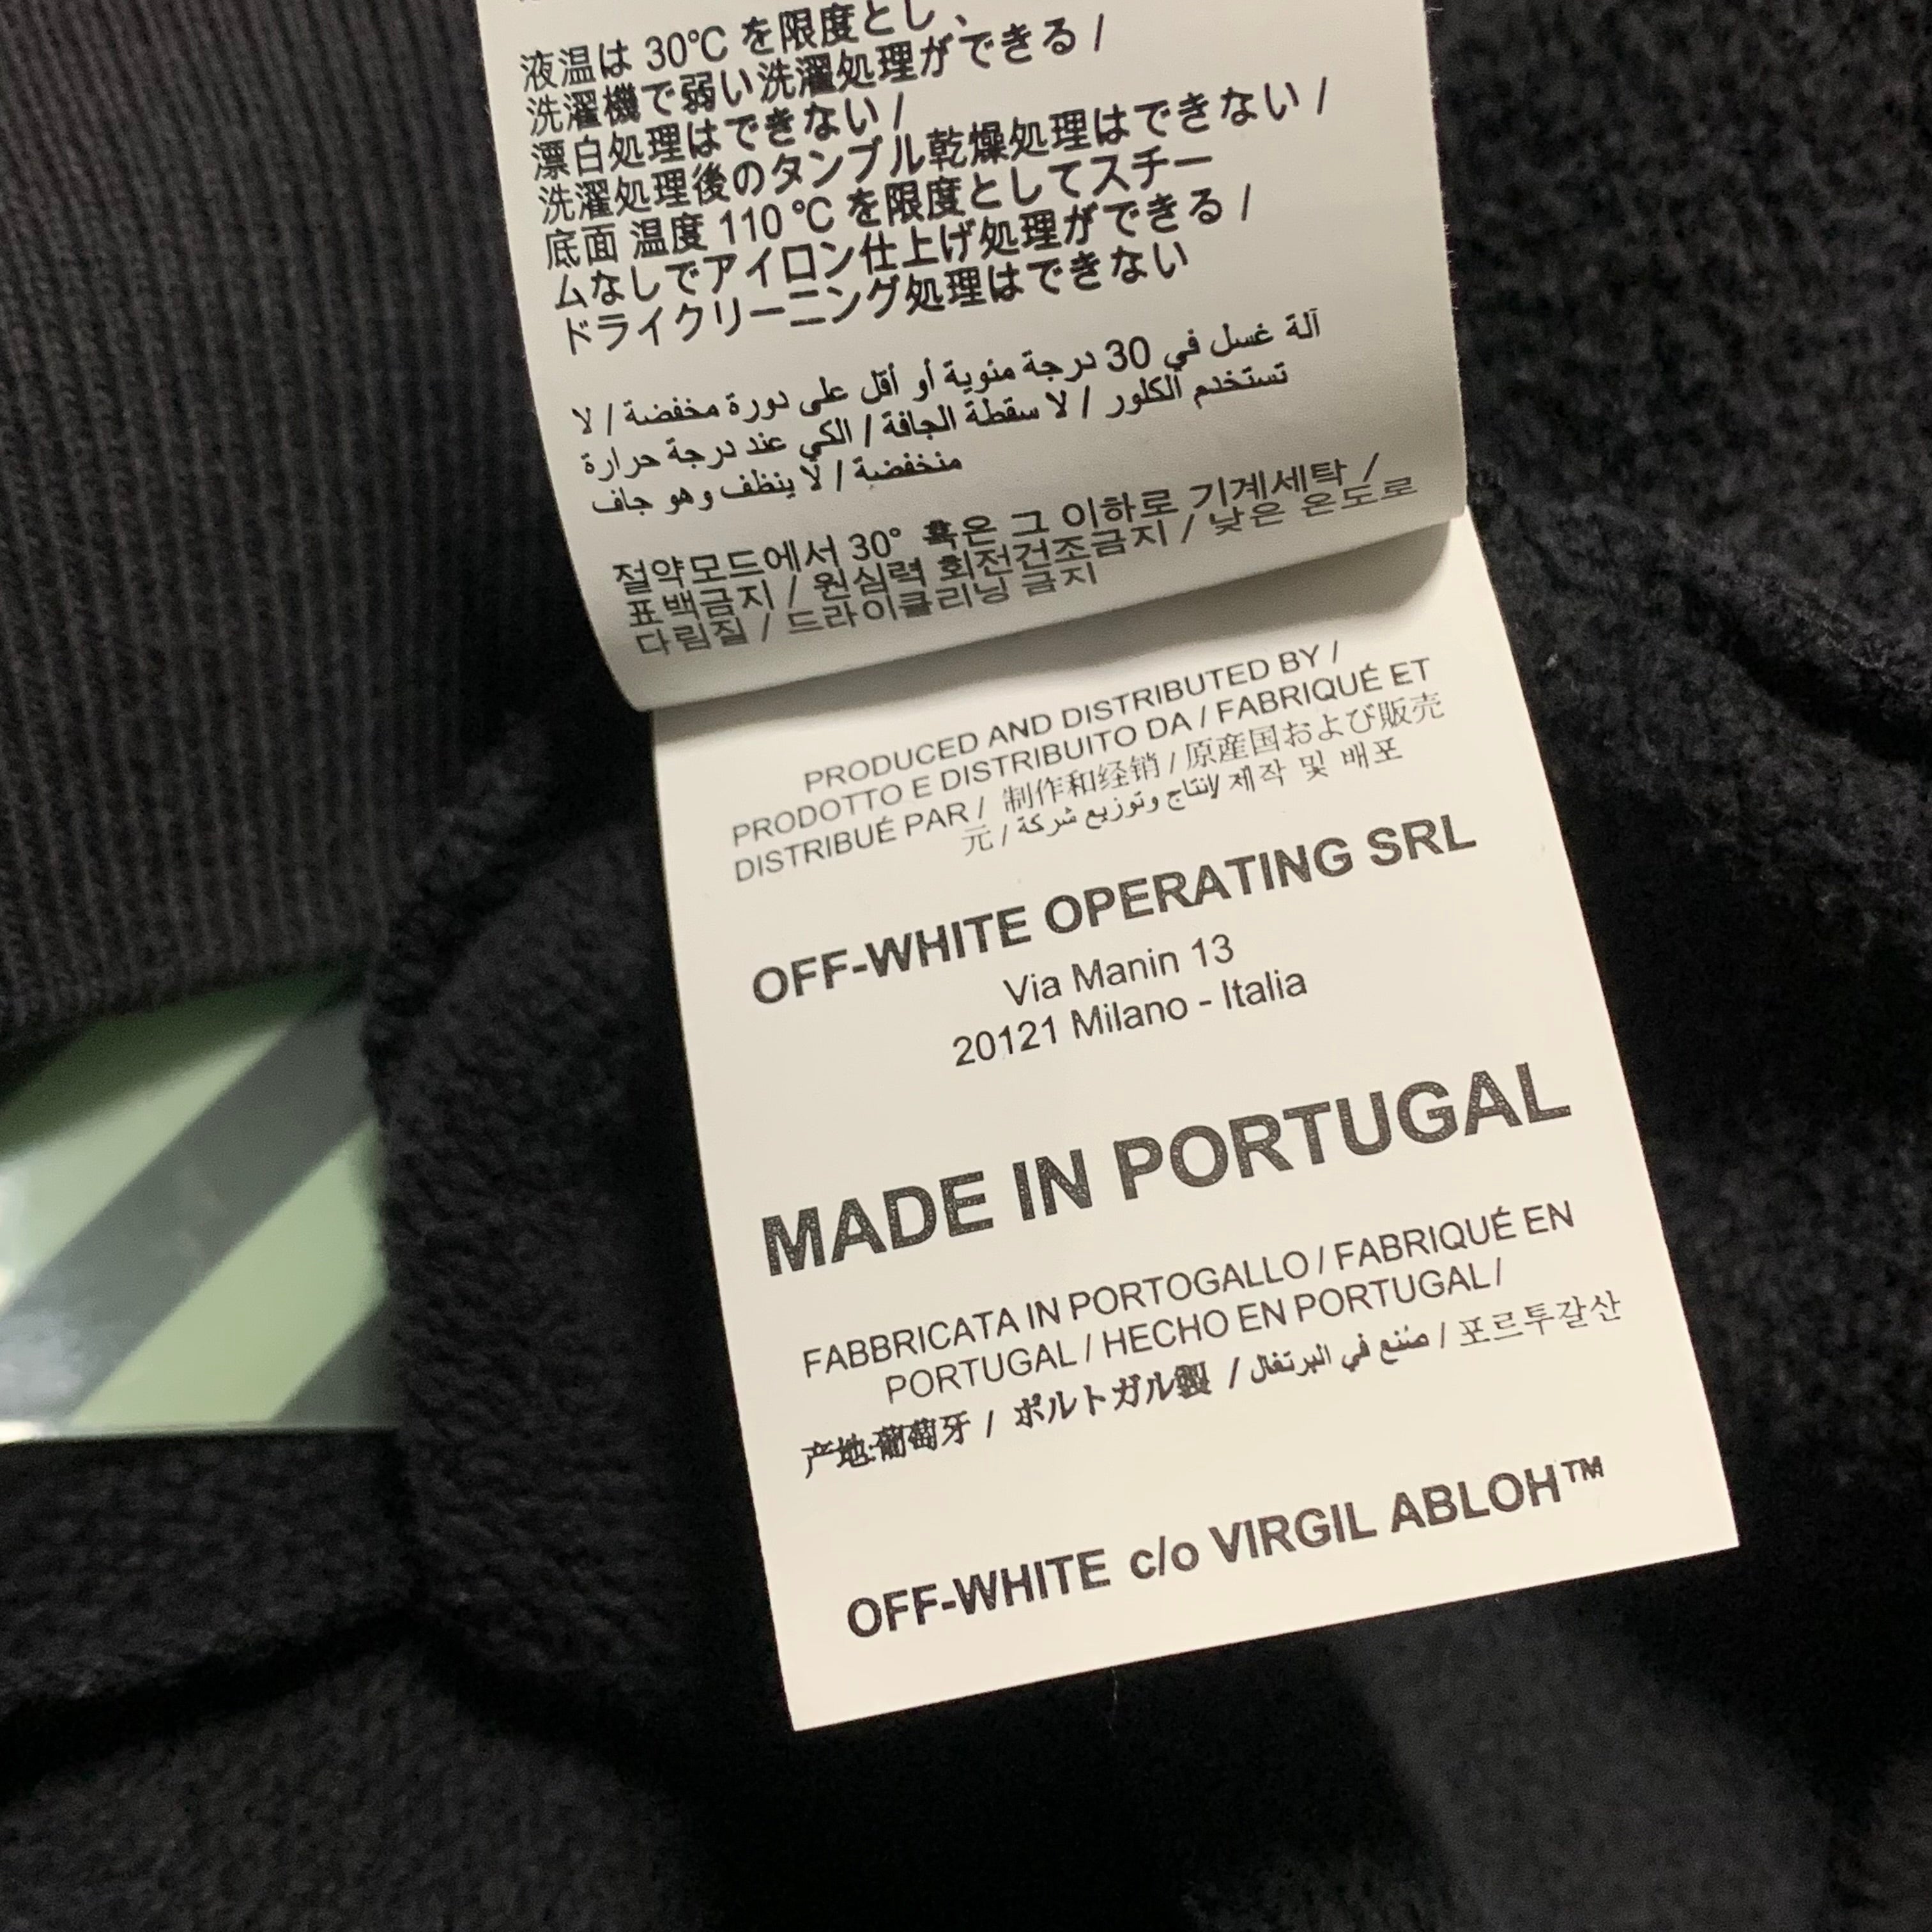 液温は 30℃ を限度とし、
洗濯機で弱い洗濯処理ができる /
漂白処理はできない /
洗濯処理後のタンブル乾燥処理はできない /
底面 温度 110 ℃ を限度としてスチー
ムなしでアイロン仕上げ処理ができる /
ドライクリーニング処理はできない
آلة غسل في 30 درجة مئوية أو أقل على دورة مخفضة / لا
تستخدم الكلور / لا سقطة الجافة / الكي عند درجة حرارة
منخفضة / لا ينظف وهو جاف
절약모드에서 30° 혹은 그 이하로 기계세탁 /
표백금지 / 원심력 회전건조금지 / 낮은 온도로
다림질 / 드라이클리닝 금지
PRODUCED AND DISTRIBUTED BY /
PRODOTTO E DISTRIBUITO DA / FABRIQUÉ ET
DISTRIBUÉ PAR / 制作和经销 / 原産国および販売
元 / انتاج وتوزيع شركة/ 제작 및 배포
OFF-WHITE OPERATING SRL
Via Manin 13
20121 Milano - Italia
MADE IN PORTUGAL
FABBRICATA IN PORTOGALLO / FABRIQUÉ EN
PORTUGAL / HECHO EN PORTUGAL /
产地:葡萄牙 / ポルトガル製 / صُنع في البرتغال / 포르투갈산
OFF-WHITE c/o VIRGIL ABLOH™